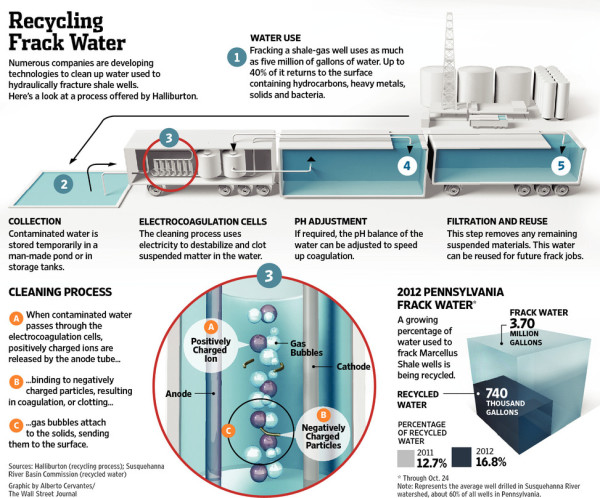 Recycling
Frack Water
Numerous companies are developing
technologies to clean up water used to
hydraulically fracture shale wells.
Here's a look at a process offered by Halliburton.
1
WATER USE
Fracking a shale-gas well uses as much
as five million of gallons of water. Up to
40% of it returns to the surface
containing hydrocarbons, heavy metals,
solids and bacteria.
2
3
4
5
COLLECTION
Contaminated water is
stored temporarily in a
man-made pond or in
storage tanks.
ELECTROCOAGULATION CELLS
The cleaning process uses
electricity to destabilize and clot
suspended matter in the water.
PH ADJUSTMENT
If required, the pH balance of the
water can be adjusted to speed
up coagulation.
FILTRATION AND REUSE
This step removes any remaining
suspended materials. This water
can be reused for future frack jobs.
CLEANING PROCESS
A
When contaminated water
passes through the
electrocoagulation cells,
positively charged ions are
released by the anode tube...
B
...binding to negatively
charged particles, resulting
in coagulation, or clotting...
C
...gas bubbles attach
to the solids, sending
them to the surface.
3
A
Positively
Charged
Ion
Gas
Bubbles
Cathode
Anode
B
Negatively
Charged
Particles
C
2012 PENNSYLVANIA
FRACK WATER*
A growing
percentage of
water used to
frack Marcellus
Shale wells is
being recycled.
FRACK WATER
3.70
MILLION
GALLONS
RECYCLED
WATER
740
THOUSAND
GALLONS
PERCENTAGE
OF RECYCLED
WATER
2011
12.7%
2012
16.8%
* Through Oct. 24
Note: Represents the average well drilled in Susquehanna River
watershed, about 60% of all wells in Pennsylvania.
Sources: Halliburton (recycling process); Susquehanna
River Basin Commission (recycled water)
Graphic by Alberto Cervantes/
The Wall Street Journal